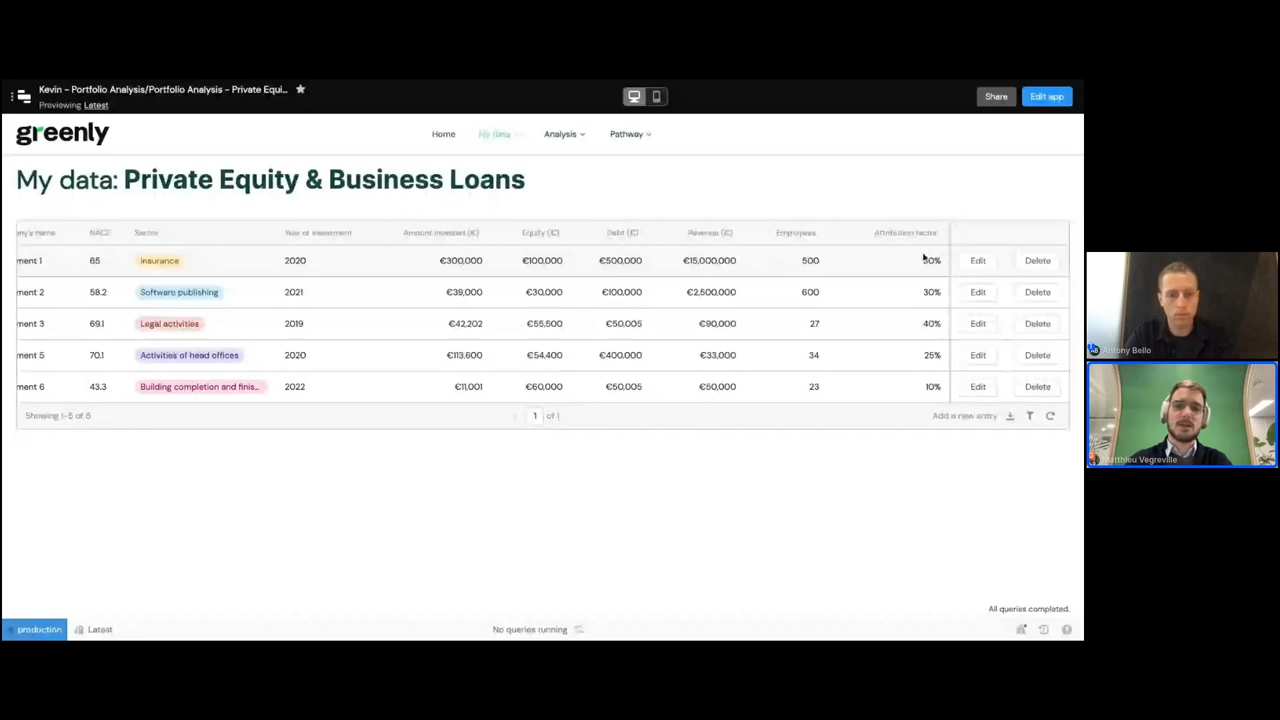 Kevin - Portfolio Analysis/Portfolio Analysis - Private Equi...
Previewing Latest
Share
Edit app
greenly
Home
My data
Analysis
Pathway
My data: Private Equity & Business Loans
ny's name NACE Sector Year of investment Amount invested (€) Equity (€) Debt (€) Revenue (€) Employees Attribution factor
ment 1 65 Insurance 2020 €300,000 €100,000 €500,000 €15,000,000 500 Edit Delete
ment 2 58.2 Software publishing 2021 €39,000 €30,000 €100,000 €2,500,000 600 30% Edit Delete
ment 3 69.1 Legal activities 2019 €42,202 €55,500 €50,005 €90,000 27 40% Edit Delete
ment 5 70.1 Activities of head offices 2020 €113,600 €54,400 €400,000 €33,000 34 25% Edit Delete
ment 6 43.3 Building completion and finis... 2022 €11,001 €60,000 €50,005 €50,000 23 10% Edit Delete
Showing 1-5 of 5
1 of 1
Add a new entry
All queries completed.
production
Latest
No queries running
Antony Bello
Matthieu Vegreville